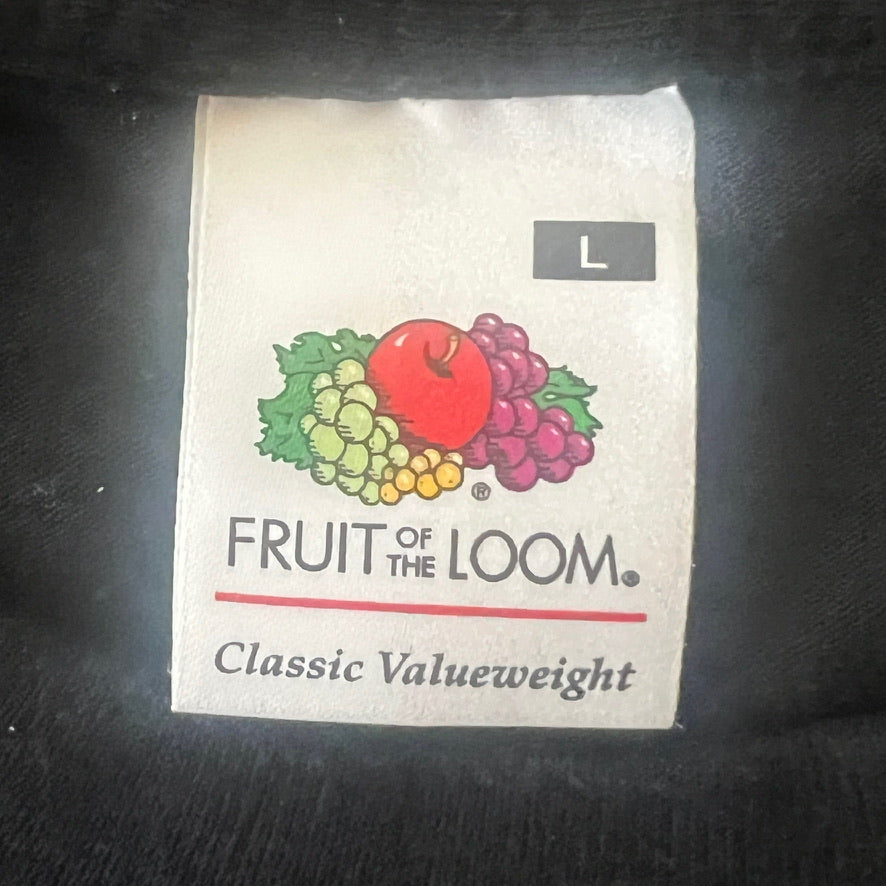 L
®
FRUIT OF THE LOOM®
Classic Valueweight